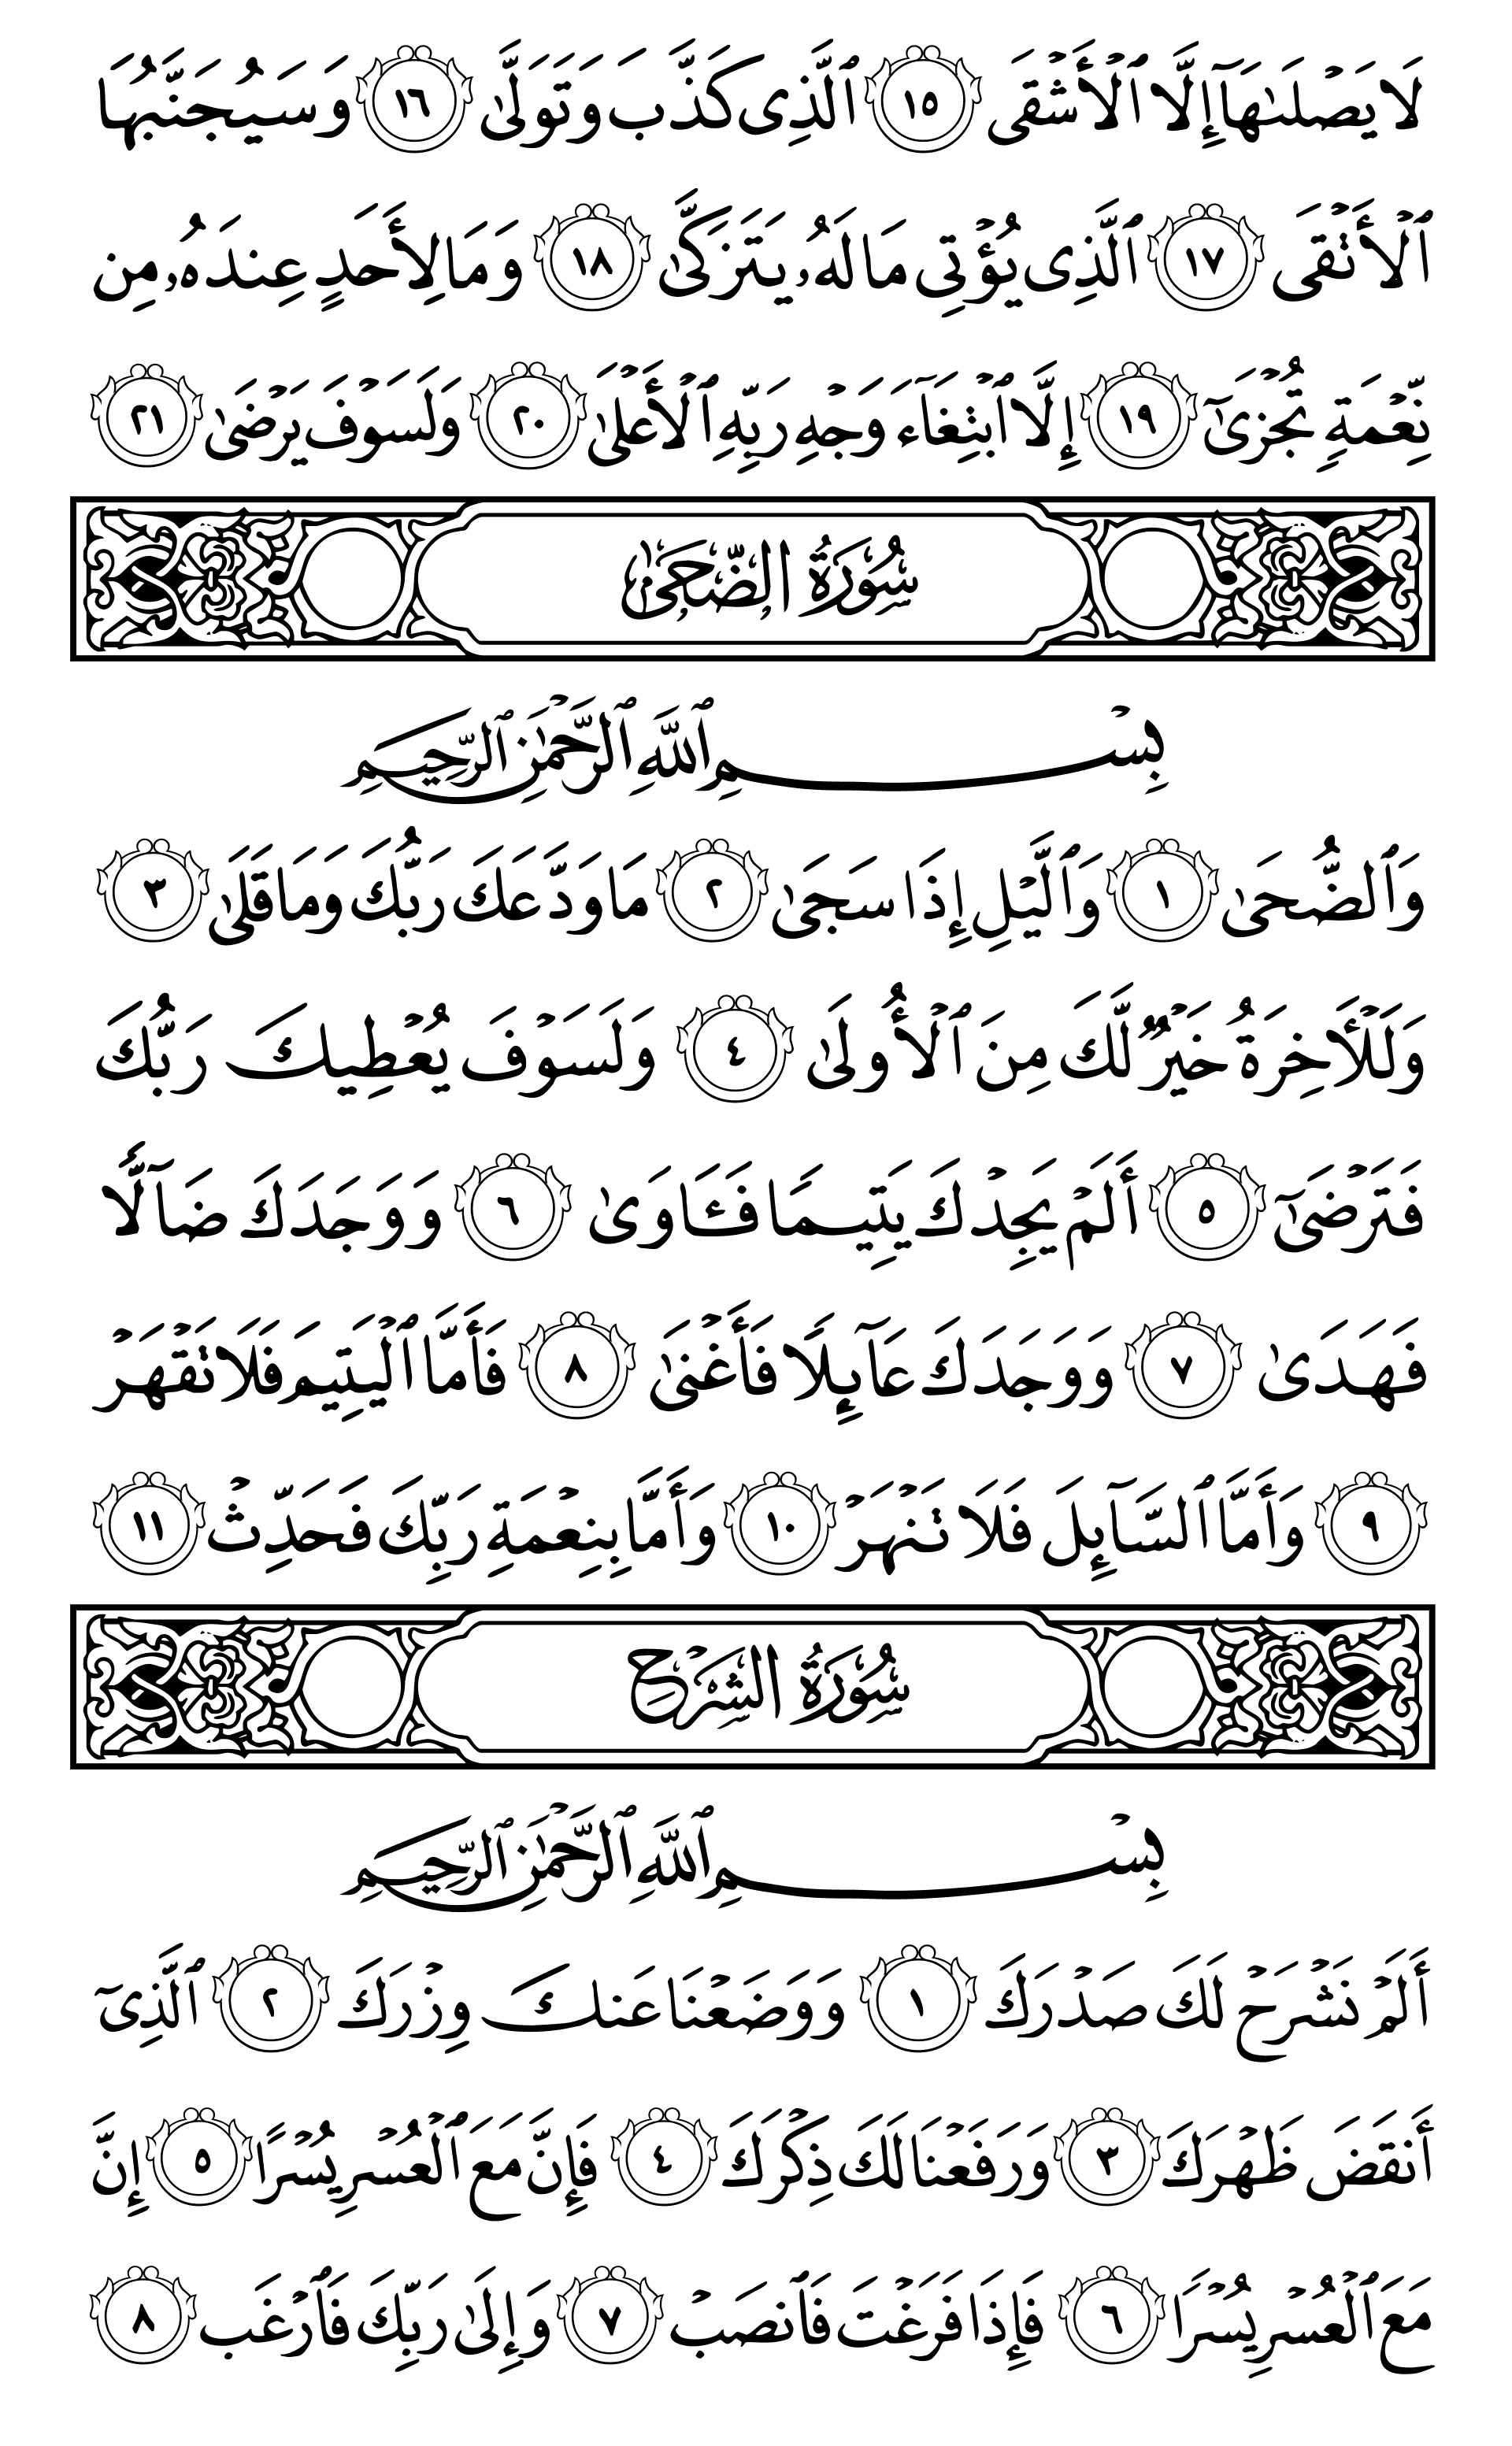 لَا يَصْلَىٰهَآ إِلَّا ٱلْأَشْقَى ١٥ ٱلَّذِى كَذَّبَ وَتَوَلَّىٰ ١٦ وَسَيُجَنَّبُهَا
ٱلْأَتْقَى ١٧ ٱلَّذِى يُؤْتِى مَالَهُۥ يَتَزَكَّىٰ ١٨ وَمَا لِأَحَدٍ عِندَهُۥ مِن
نِّعْمَةٍ تُجْزَىٰٓ ١٩ إِلَّا ٱبْتِغَآءَ وَجْهِ رَبِّهِ ٱلْأَعْلَىٰ ٢٠ وَلَسَوْفَ يَرْضَىٰ ٢١
سُورَةُ الضُّحَىٰ
بِسْمِ ٱللَّهِ ٱلرَّحْمَٰنِ ٱلرَّحِيمِ
وَٱلضُّحَىٰ ١ وَٱلَّيْلِ إِذَا سَجَىٰ ٢ مَا وَدَّعَكَ رَبُّكَ وَمَا قَلَىٰ ٣
وَلَلْـَٔاخِرَةُ خَيْرٌ لَّكَ مِنَ ٱلْأُولَىٰ ٤ وَلَسَوْفَ يُعْطِيكَ رَبُّكَ
فَتَرْضَىٰٓ ٥ أَلَمْ يَجِدْكَ يَتِيمًا فَـَٔاوَىٰ ٦ وَوَجَدَكَ ضَآلًّا
فَهَدَىٰ ٧ وَوَجَدَكَ عَآئِلًا فَأَغْنَىٰ ٨ فَأَمَّا ٱلْيَتِيمَ فَلَا تَقْهَرْ
٩ وَأَمَّا ٱلسَّآئِلَ فَلَا تَنْهَرْ ١٠ وَأَمَّا بِنِعْمَةِ رَبِّكَ فَحَدِّثْ ١١
سُورَةُ الشَّرْحِ
بِسْمِ ٱللَّهِ ٱلرَّحْمَٰنِ ٱلرَّحِيمِ
أَلَمْ نَشْرَحْ لَكَ صَدْرَكَ ١ وَوَضَعْنَا عَنكَ وِزْرَكَ ٢ ٱلَّذِىٓ
أَنقَضَ ظَهْرَكَ ٣ وَرَفَعْنَا لَكَ ذِكْرَكَ ٤ فَإِنَّ مَعَ ٱلْعُسْرِ يُسْرًا ٥ إِنَّ
مَعَ ٱلْعُسْرِ يُسْرًا ٦ فَإِذَا فَرَغْتَ فَٱنصَبْ ٧ وَإِلَىٰ رَبِّكَ فَٱرْغَب ٨